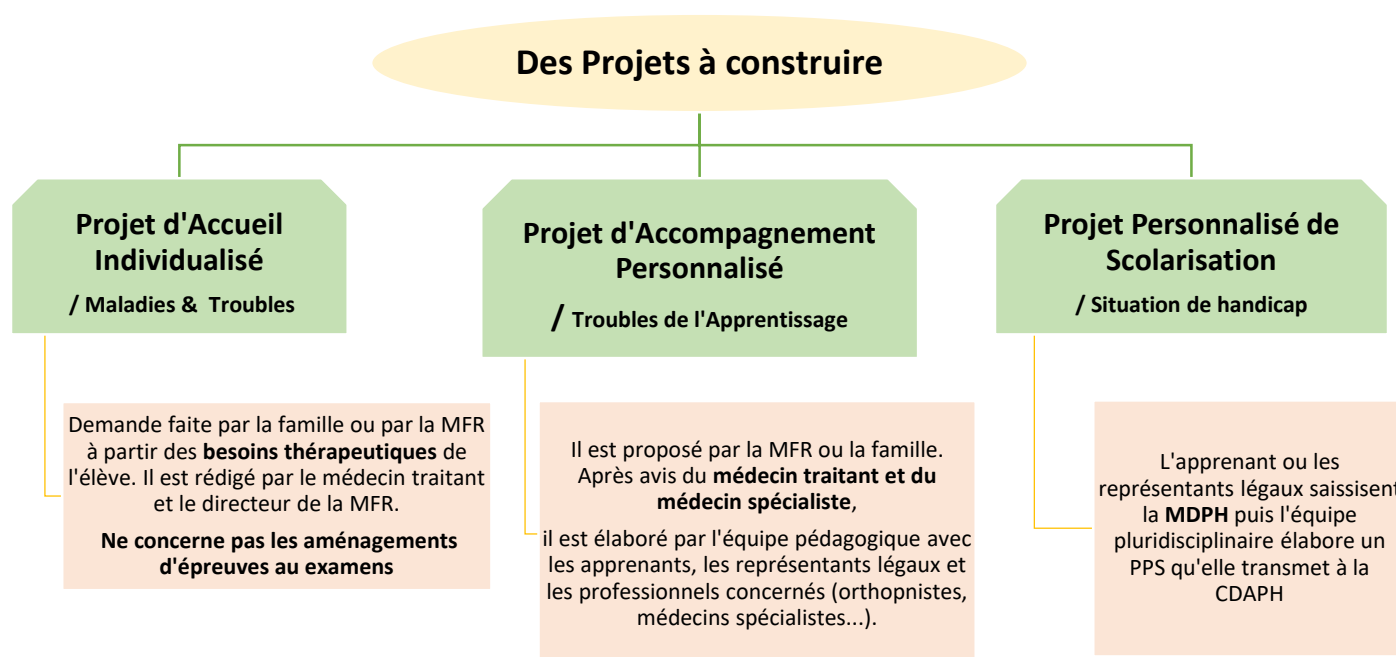 Des Projets à construire
Projet d'Accueil
Individualisé
/ Maladies & Troubles
Demande faite par la famille ou par la MFR
à partir des besoins thérapeutiques de
l'élève. Il est rédigé par le médecin traitant
et le directeur de la MFR.
Ne concerne pas les aménagements
d'épreuves au examens
Projet d'Accompagnement
Personnalisé
/ Troubles de l'Apprentissage
Il est proposé par la MFR ou la famille.
Après avis du médecin traitant et du
médecin spécialiste,
il est élaboré par l'équipe pédagogique avec
les apprenants, les représentants légaux et
les professionnels concernés (orthopnistes,
médecins spécialistes...).
Projet Personnalisé de
Scolarisation
/ Situation de handicap
L'apprenant ou les
représentants légaux saisissent
la MDPH puis l'équipe
pluridisciplinaire élabore un
PPS qu'elle transmet à la
CDAPH